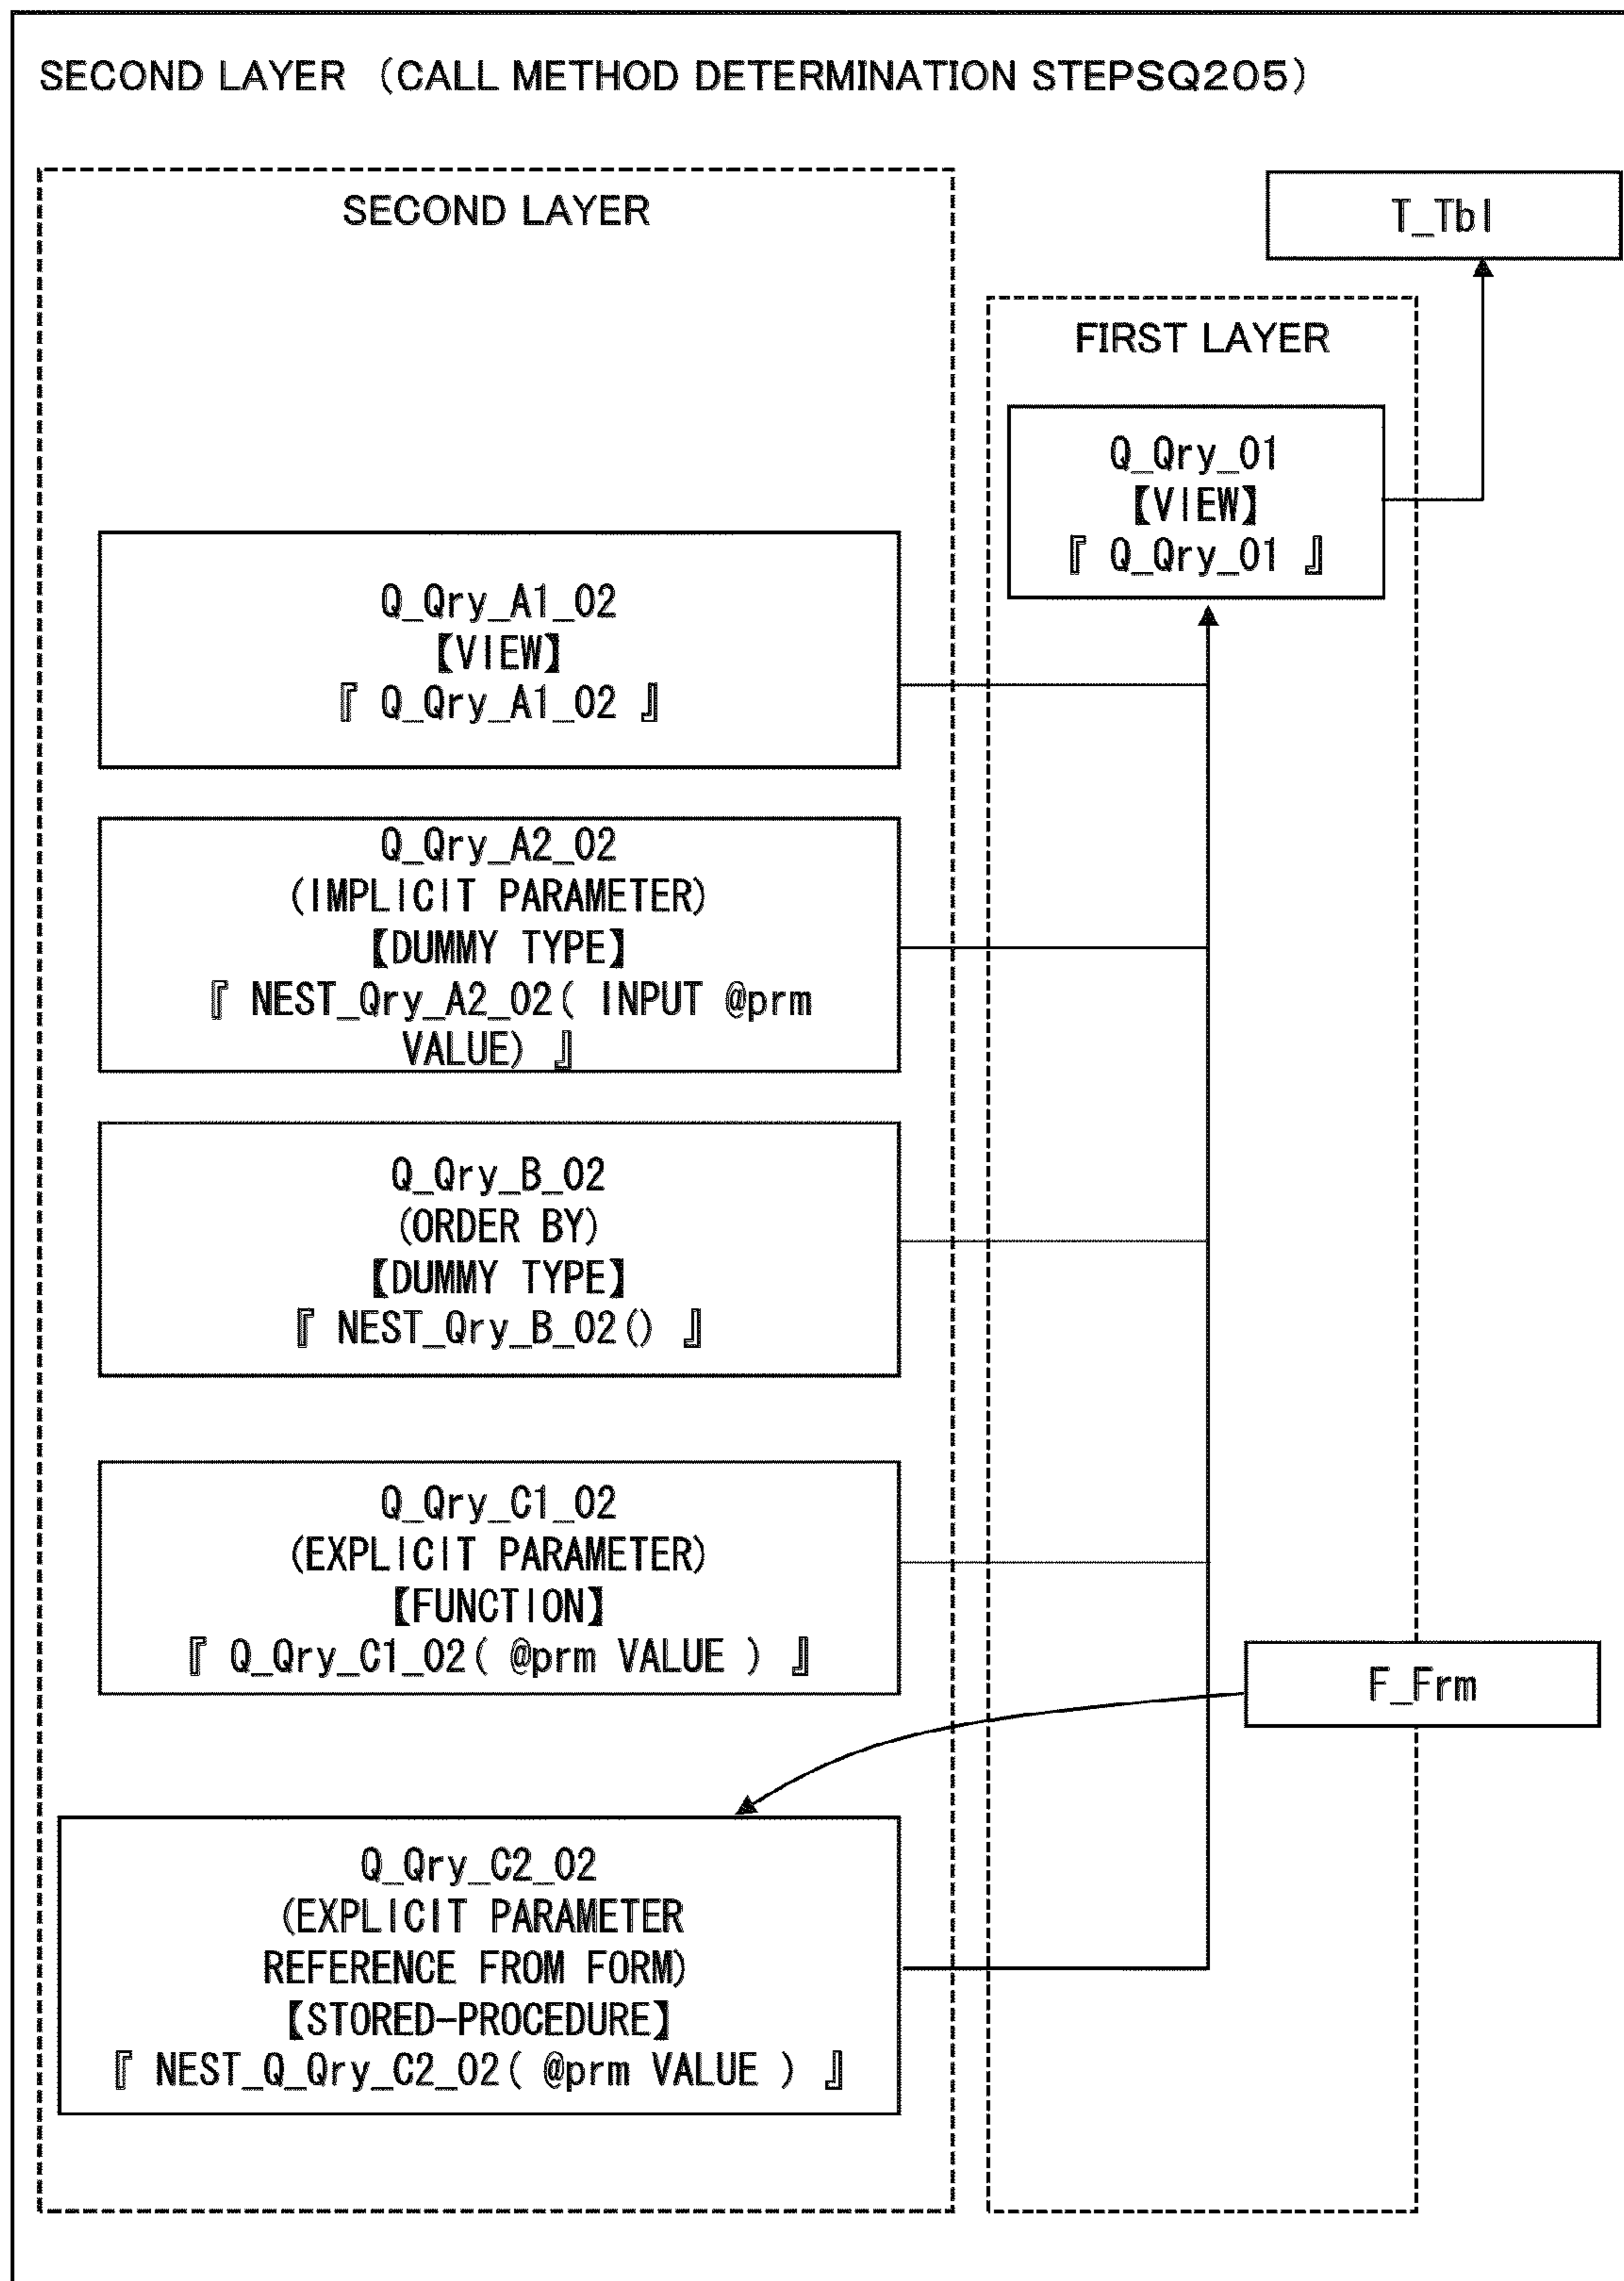 SECOND LAYER (CALL METHOD DETERMINATION STEPSQ205)
SECOND LAYER
T_Tbl
FIRST LAYER
Q_Qry_01
【VIEW】
『 Q_Qry_01 』
Q_Qry_A1_02
【VIEW】
『 Q_Qry_A1_02 』
Q_Qry_A2_02
(IMPLICIT PARAMETER)
【DUMMY TYPE】
『 NEST_Qry_A2_02( INPUT @prm
VALUE) 』
Q_Qry_B_02
(ORDER BY)
【DUMMY TYPE】
『 NEST_Qry_B_02() 』
Q_Qry_C1_02
(EXPLICIT PARAMETER)
【FUNCTION】
『 Q_Qry_C1_02( @prm VALUE ) 』
F_Frm
Q_Qry_C2_02
(EXPLICIT PARAMETER
REFERENCE FROM FORM)
【STORED-PROCEDURE】
『 NEST_Q_Qry_C2_02( @prm VALUE ) 』